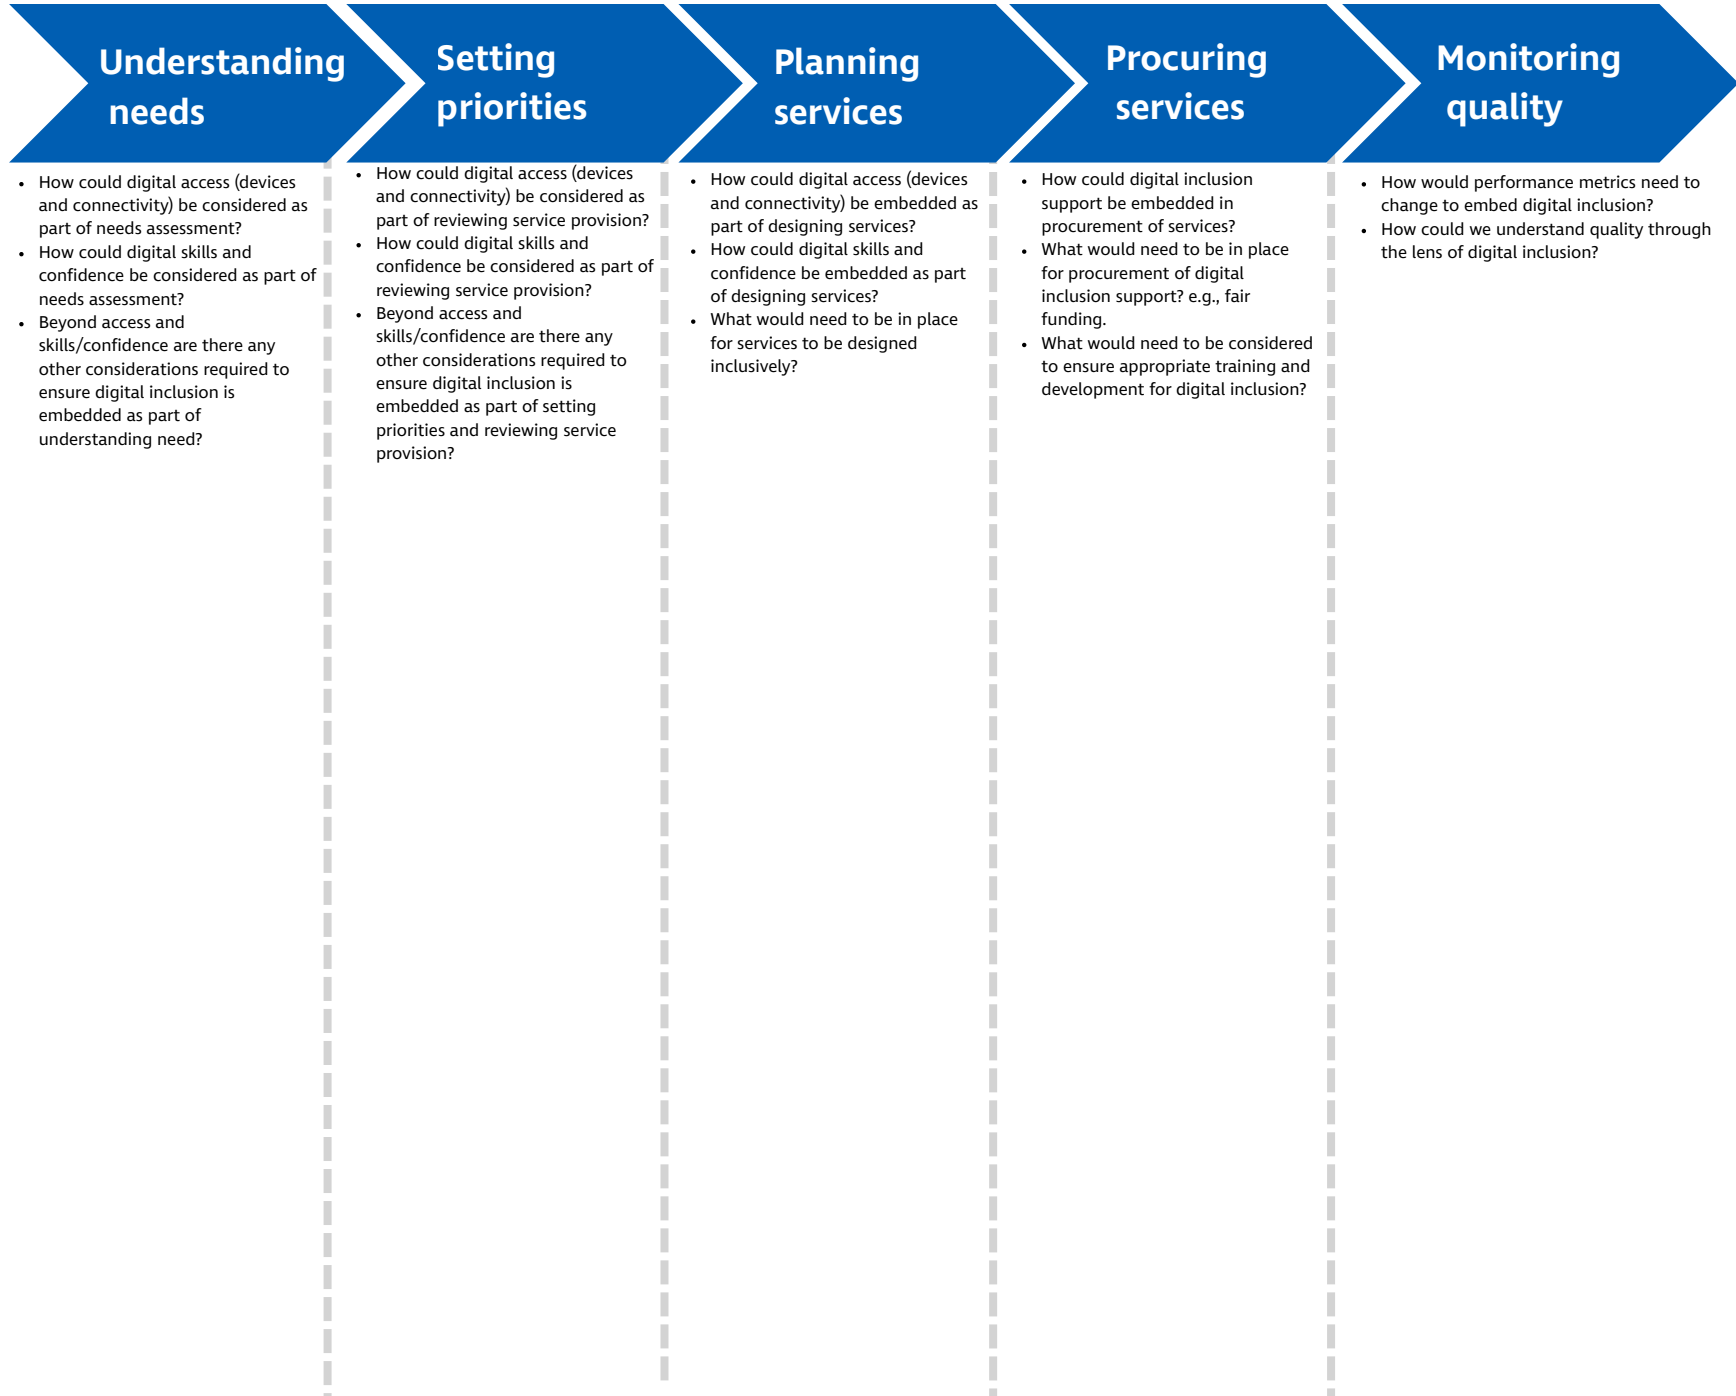 Understanding
needs
Setting
priorities
Planning
services
Procuring
services
Monitoring
quality
• How could digital access (devices
and connectivity) be considered as
part of needs assessment?
• How could digital skills and
confidence be considered as part of
needs assessment?
• Beyond access and
skills/confidence are there any
other considerations required to
ensure digital inclusion is
embedded as part of
understanding need?
• How could digital access (devices
and connectivity) be considered as
part of reviewing service provision?
• How could digital skills and
confidence be considered as part of
reviewing service provision?
• Beyond access and
skills/confidence are there any
other considerations required to
ensure digital inclusion is
embedded as part of setting
priorities and reviewing service
provision?
• How could digital access (devices
and connectivity) be embedded as
part of designing services?
• How could digital skills and
confidence be embedded as part
of designing services?
• What would need to be in place
for services to be designed
inclusively?
• How could digital inclusion
support be embedded in
procurement of services?
• What would need to be in place
for procurement of digital
inclusion support? e.g., fair
funding.
• What would need to be considered
to ensure appropriate training and
development for digital inclusion?
• How would performance metrics need to
change to embed digital inclusion?
• How could we understand quality through
the lens of digital inclusion?